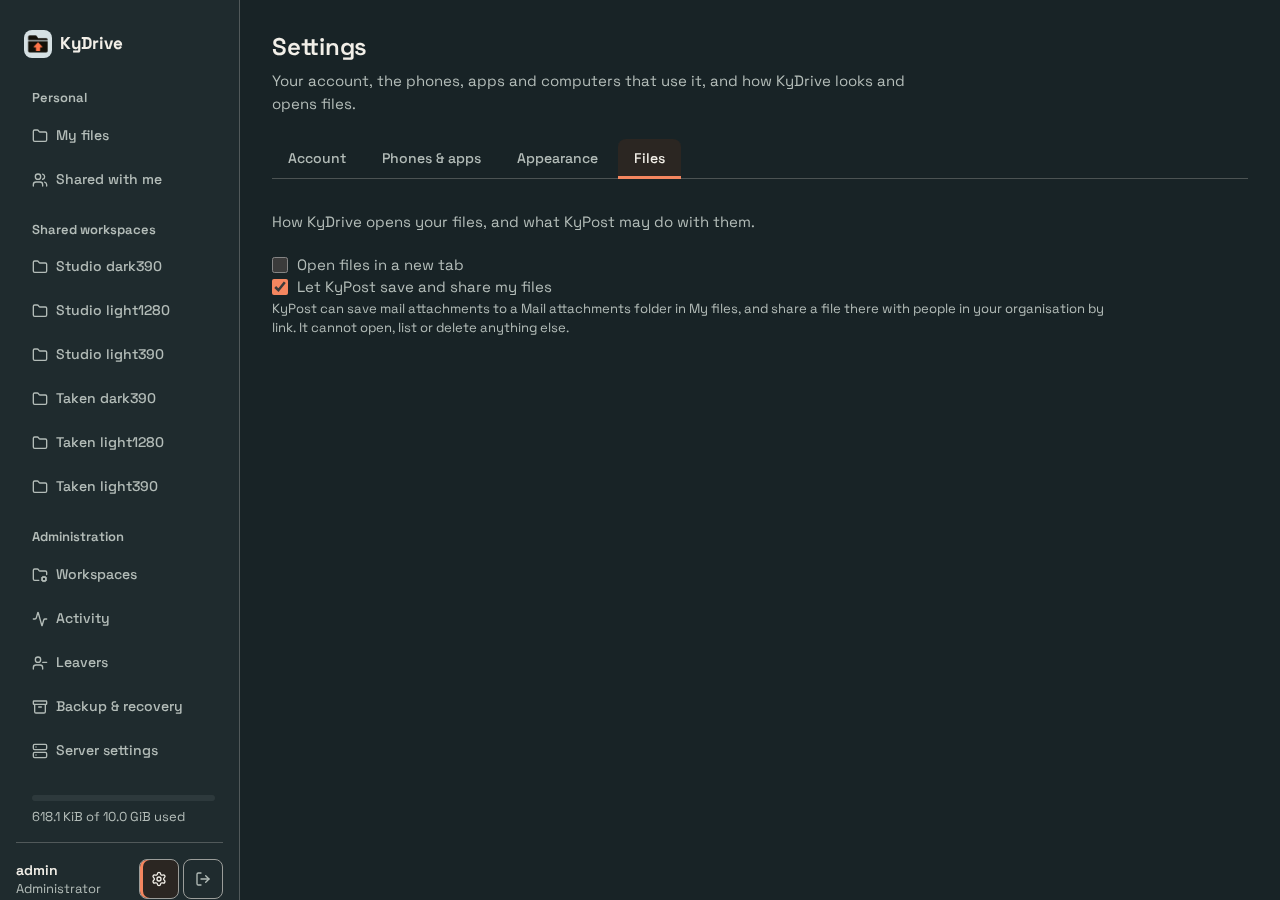 KyDrive
Personal
My files
Shared with me
Shared workspaces
Studio dark390
Studio light1280
Studio light390
Taken dark390
Taken light1280
Taken light390
Administration
Workspaces
Activity
Leavers
Backup & recovery
Server settings
618.1 KiB of 10.0 GiB used
admin
Administrator
Settings
Your account, the phones, apps and computers that use it, and how KyDrive looks and
opens files.
Account
Phones & apps
Appearance
Files
How KyDrive opens your files, and what KyPost may do with them.
Open files in a new tab
Let KyPost save and share my files
KyPost can save mail attachments to a Mail attachments folder in My files, and share a file there with people in your organisation by
link. It cannot open, list or delete anything else.